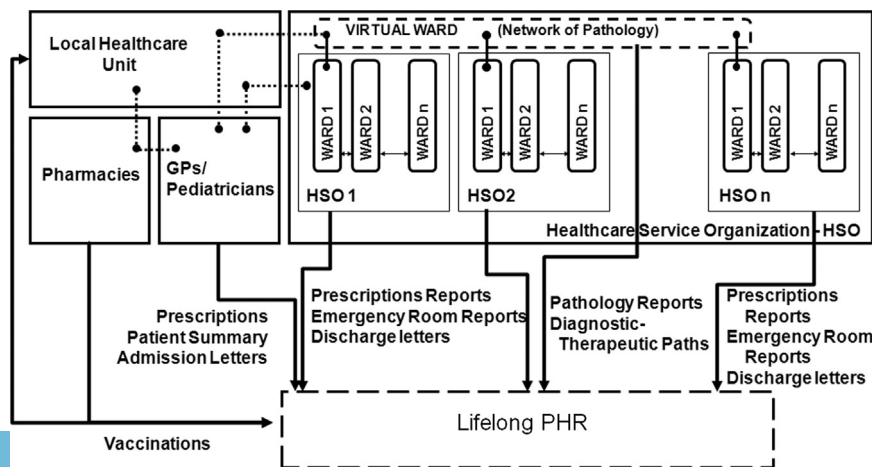 VIRTUAL WARD (Network of Pathology)
Local Healthcare
Unit
WARD 1
WARD 2
WARD n
WARD 1
WARD 2
WARD n
WARD 1
WARD 2
WARD n
Pharmacies
GPs/
Pediatricians
HSO 1
HSO2
HSO n
Healthcare Service Organization - HSO
Prescriptions
Patient Summary
Admission Letters
Prescriptions Reports
Emergency Room Reports
Discharge letters
Pathology Reports
Diagnostic-
Therapeutic Paths
Prescriptions
Reports
Emergency Room
Reports
Discharge letters
Lifelong PHR
Vaccinations